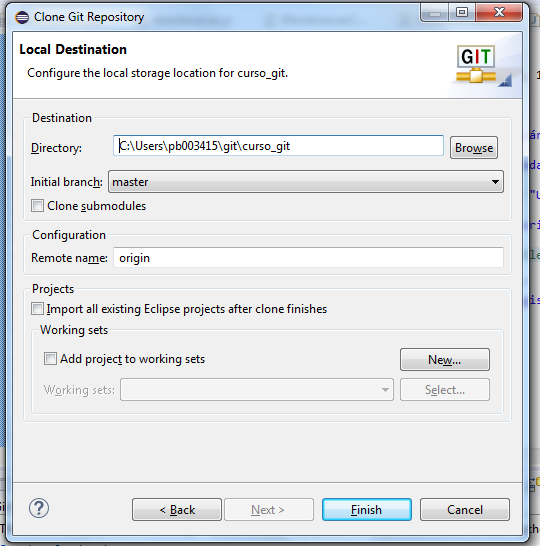 Clone Git Repository
Local Destination
Configure the local storage location for curso_git.
GIT
Destination
Directory: C:\Users\pb003415\git\curso_git Browse
Initial branch: master
Clone submodules
Configuration
Remote name: origin
Projects
Import all existing Eclipse projects after clone finishes
Working sets
Add project to working sets New...
Working sets: Select...
? < Back Next > Finish Cancel